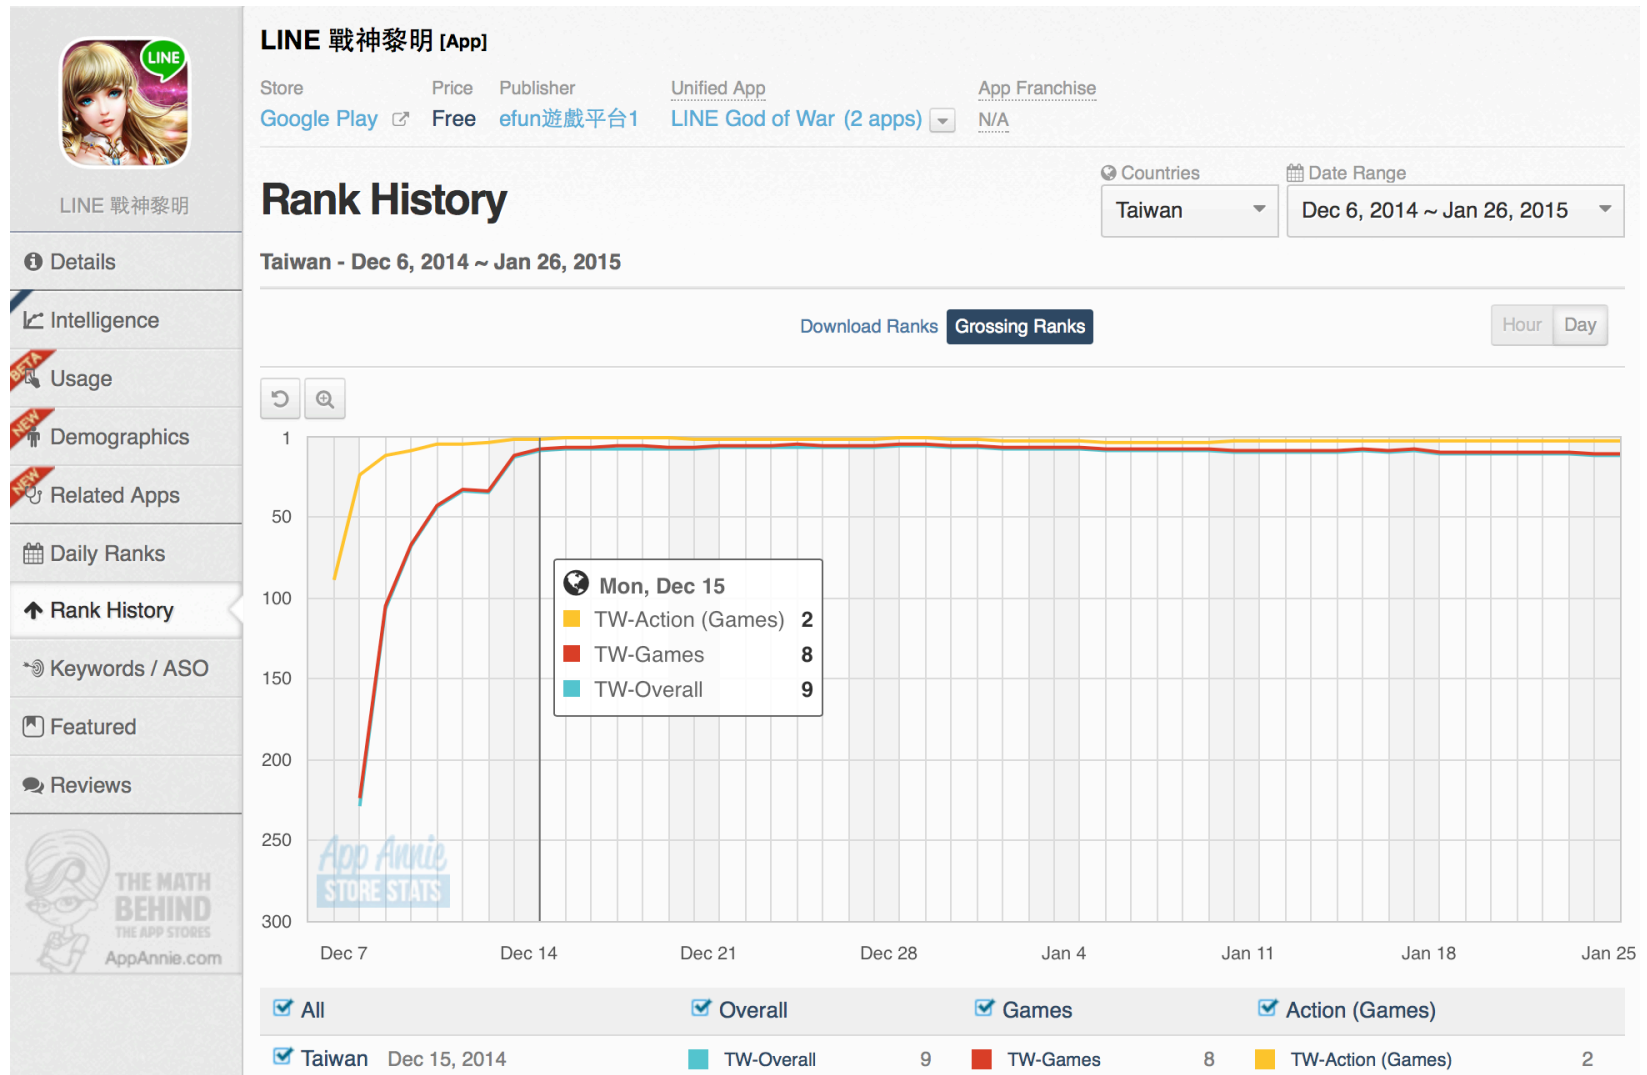 LINE
LINE 戰神黎明
Details
Intelligence
BETA
Usage
NEW
Demographics
NEW
Related Apps
Daily Ranks
Rank History
Keywords / ASO
Featured
Reviews
THE MATH
BEHIND
THE APP STORES
AppAnnie.com
LINE 戰神黎明 [App]
Store Price Publisher Unified App App Franchise
Google Play Free efun遊戲平台1 LINE God of War (2 apps) N/A
Rank History
Countries Date Range
Taiwan Dec 6, 2014 ~ Jan 26, 2015
Taiwan - Dec 6, 2014 ~ Jan 26, 2015
Download Ranks Grossing Ranks Hour Day
1
50
100
150
200
250
300
Mon, Dec 15
TW-Action (Games) 2
TW-Games 8
TW-Overall 9
App Annie
STORE STATS
Dec 7 Dec 14 Dec 21 Dec 28 Jan 4 Jan 11 Jan 18 Jan 25
All Overall Games Action (Games)
Taiwan Dec 15, 2014 TW-Overall 9 TW-Games 8 TW-Action (Games) 2